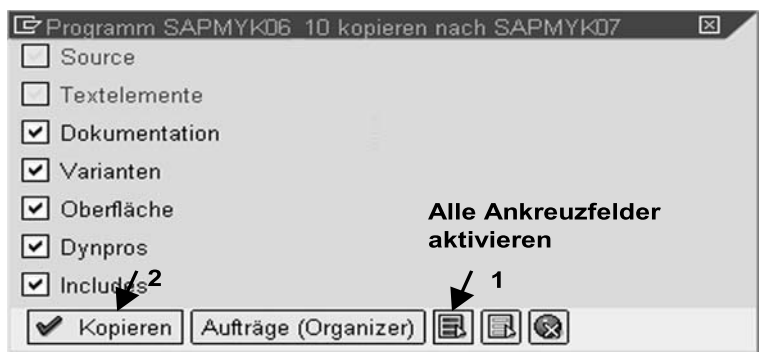 Programm SAPMYK06 10 kopieren nach SAPMYK07
Source
Textelemente
Dokumentation
Varianten
Oberfläche
Alle Ankreuzfelder
aktivieren
Dynpros
Includes
2
1
Kopieren
Aufträge (Organizer)